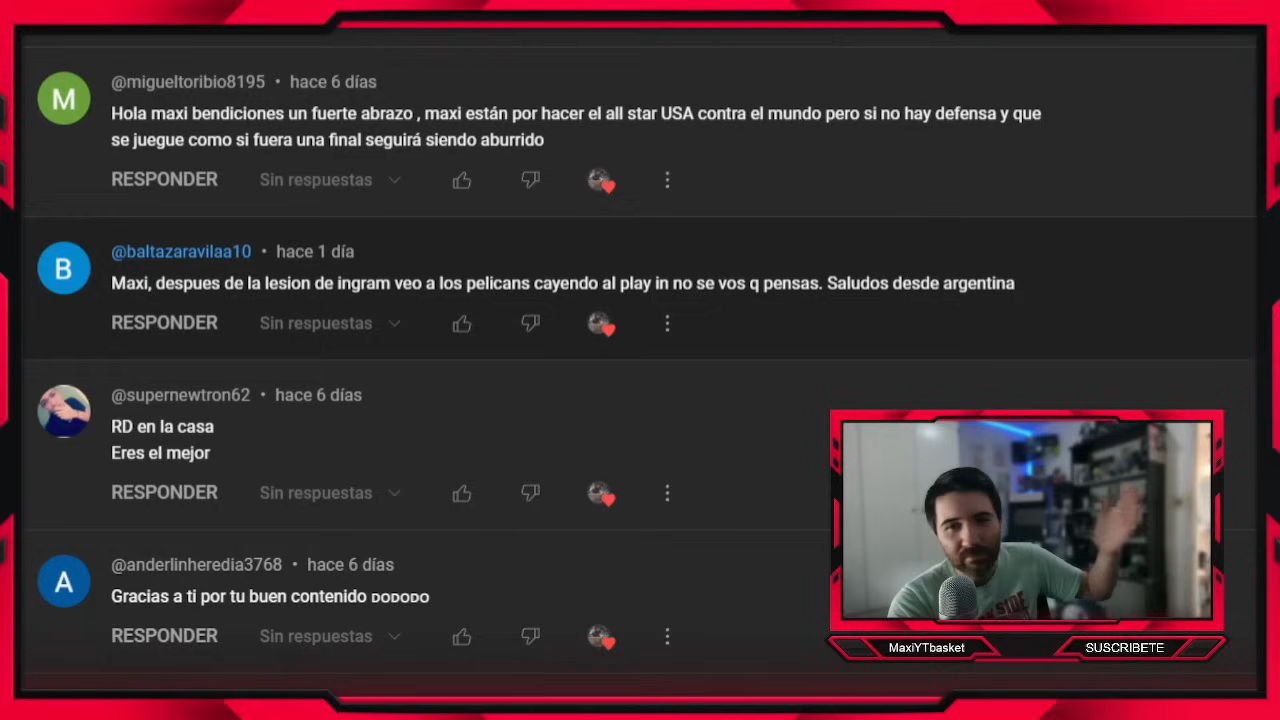 @migueltoribio8195 • hace 6 días
Hola maxi bendiciones un fuerte abrazo , maxi están por hacer el all star USA contra el mundo pero si no hay defensa y que
se juegue como si fuera una final seguirá siendo aburrido
RESPONDER Sin respuestas
@baltazaravilaa10 • hace 1 día
Maxi, despues de la lesion de ingram veo a los pelicans cayendo al play in no se vos q pensas. Saludos desde argentina
RESPONDER Sin respuestas
@supernewtron62 • hace 6 días
RD en la casa
Eres el mejor
RESPONDER Sin respuestas
@anderlinheredia3768 • hace 6 días
Gracias a ti por tu buen contenido ᴅᴏᴅᴏᴅᴏ
RESPONDER Sin respuestas
M
B
A
MaxiYTbasket
SUSCRIBETE